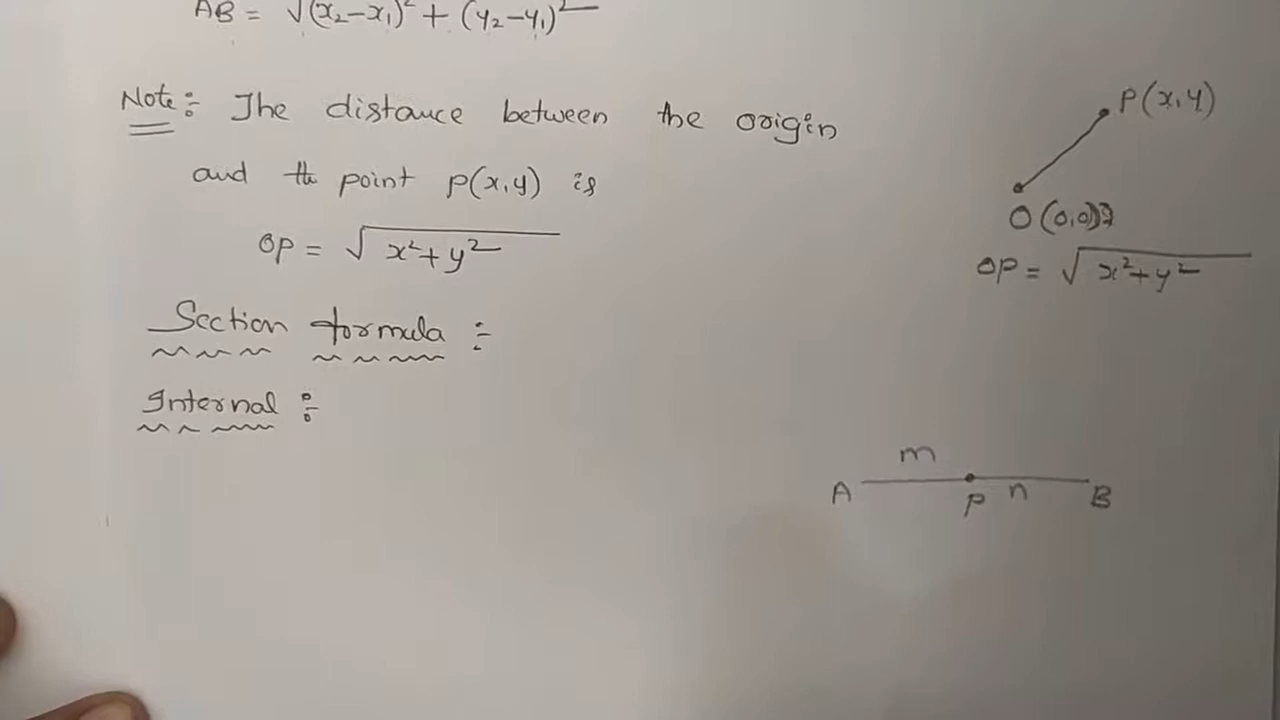 AB = √(x₂-x₁)² + (y₂-y₁)²
Note:- The distance between the origin
and the point P(x,y) is
OP = √x²+y²
P(x,y)
O(0,0)
OP = √x²+y²
Section formula :-
Internal :-
m
A P n B